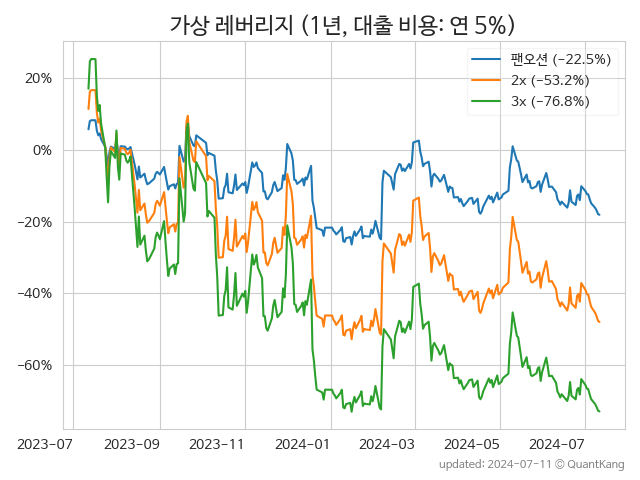 가상 레버리지 (1년, 대출 비용: 연 5%)
팬오션 (−22.5%)
2x (−53.2%)
3x (−76.8%)
20%
0%
−20%
−40%
−60%
2023-07 2023-09 2023-11 2024-01 2024-03 2024-05 2024-07
updated: 2024-07-11 © QuantKang